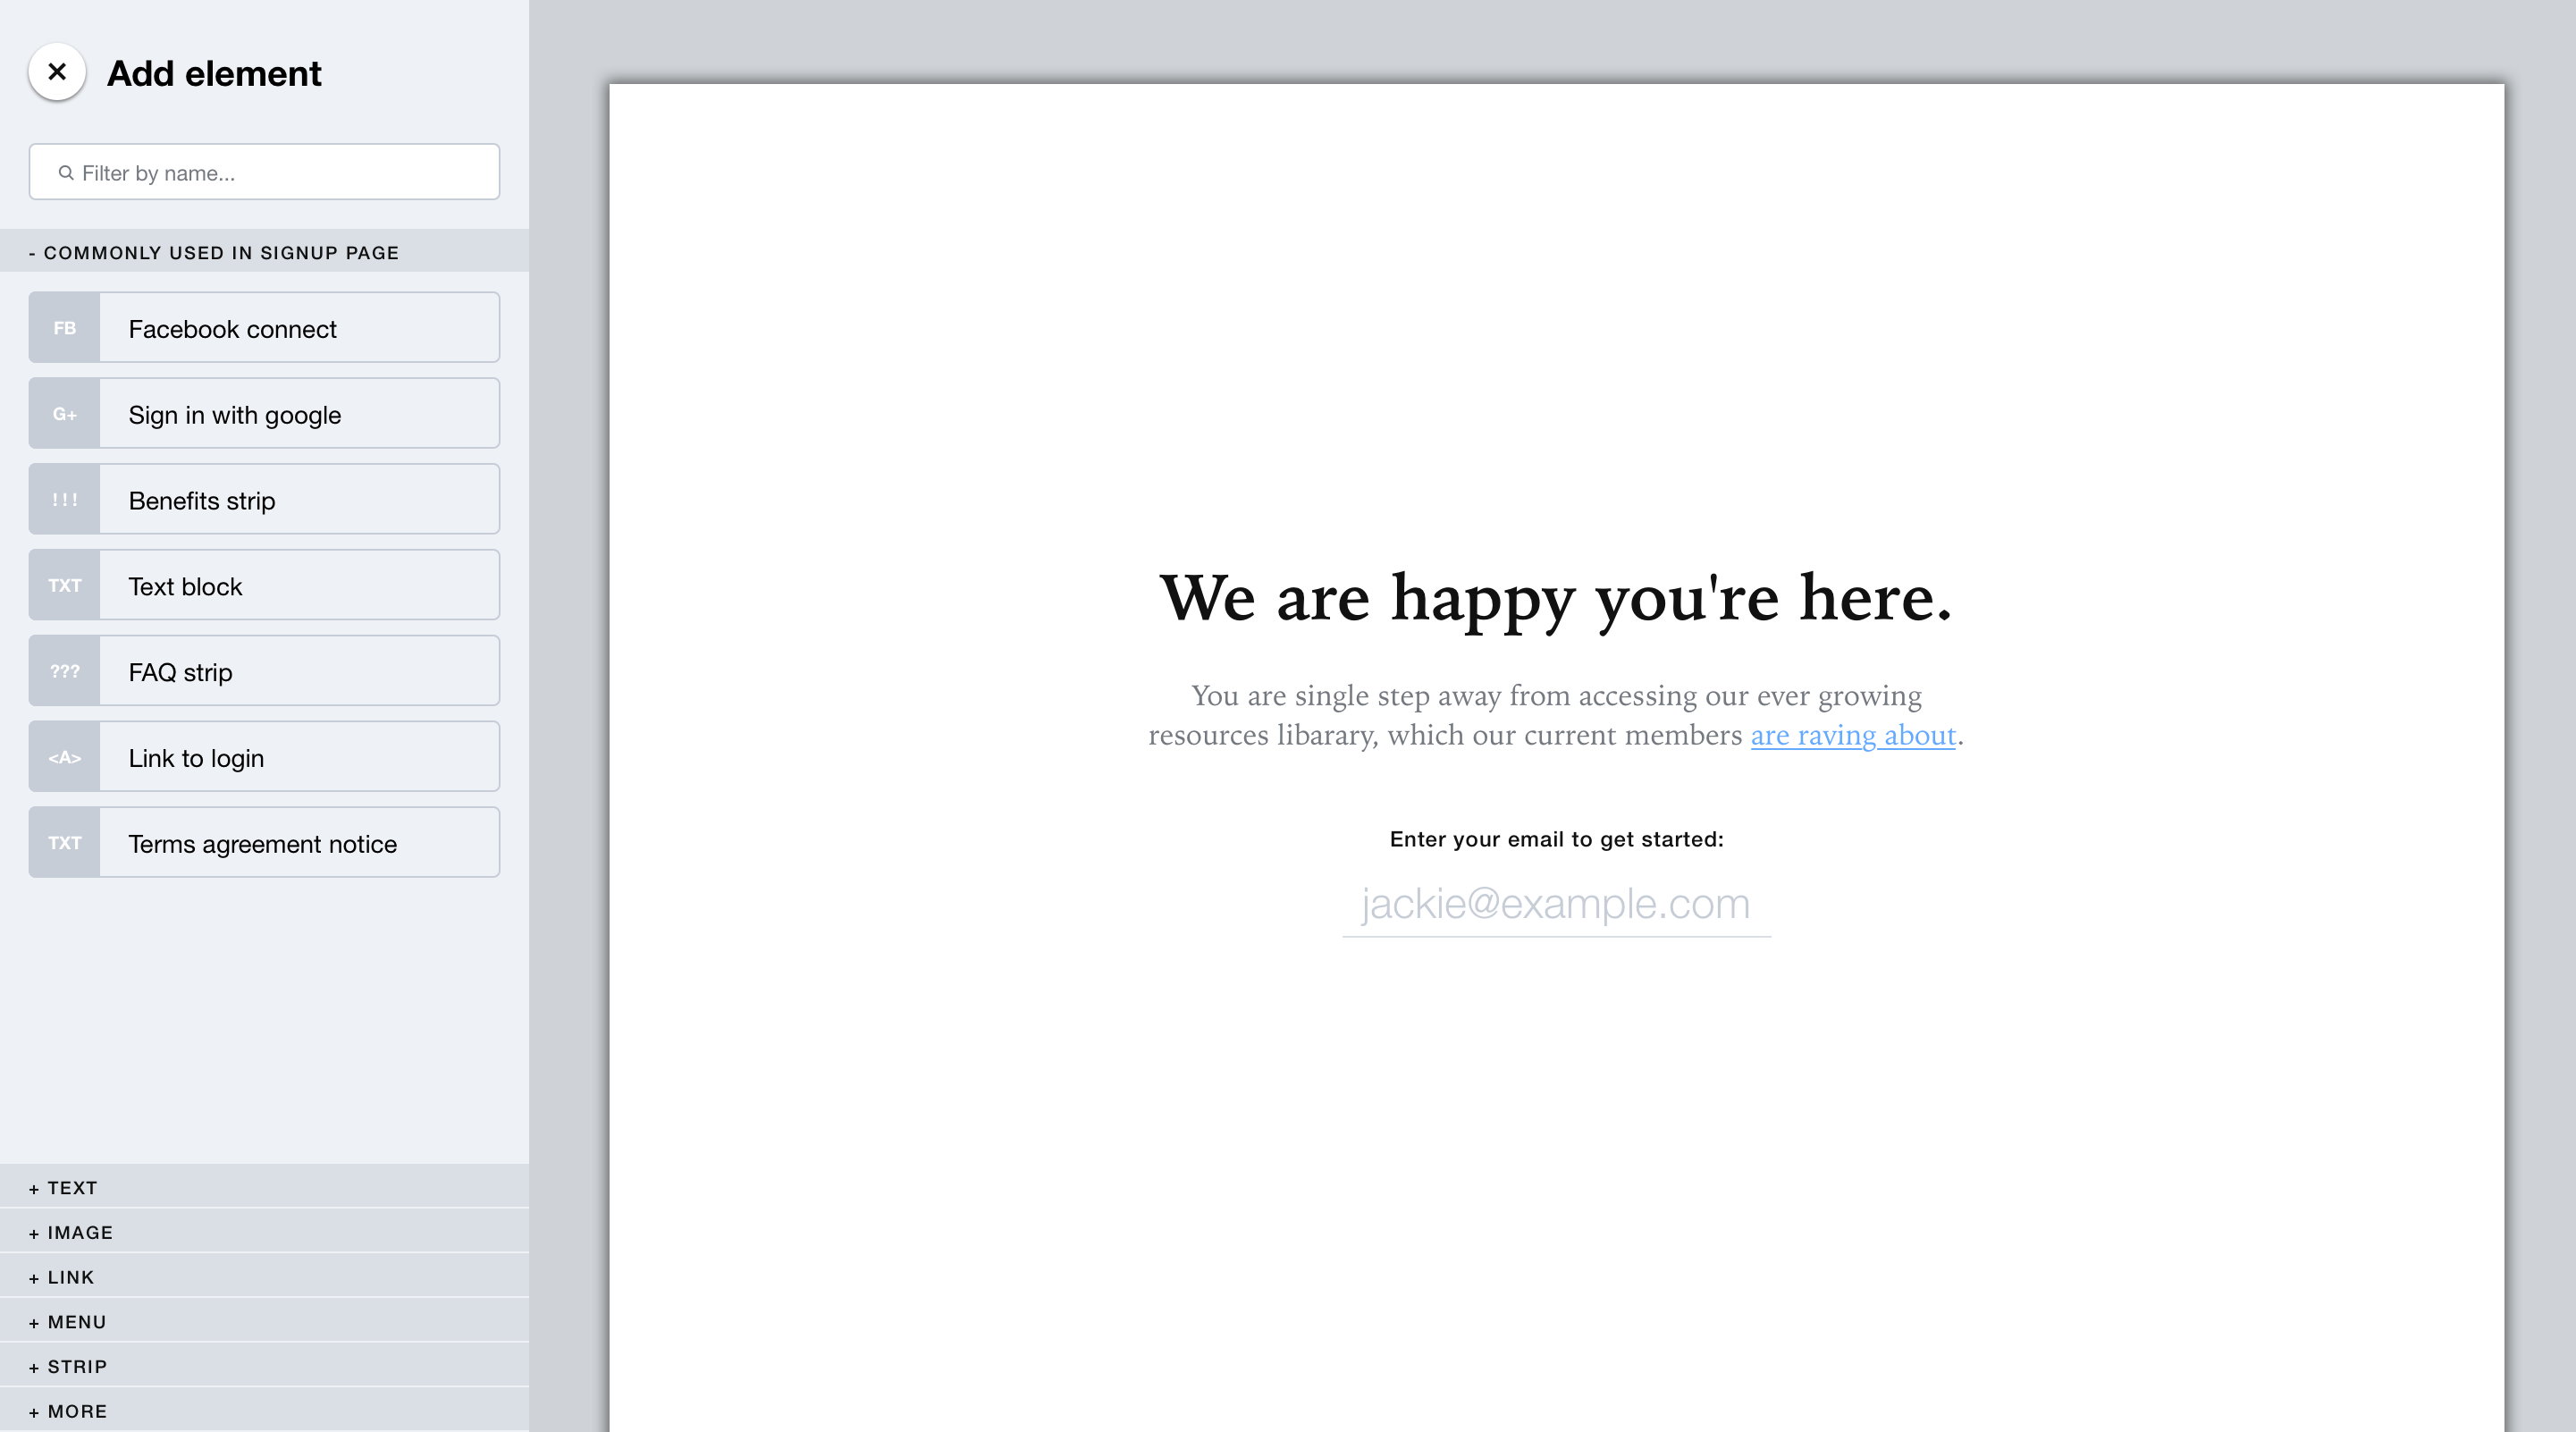 ×
Add element
Filter by name...
- COMMONLY USED IN SIGNUP PAGE
FB Facebook connect
G+ Sign in with google
!!! Benefits strip
TXT Text block
??? FAQ strip
<A> Link to login
TXT Terms agreement notice
+ TEXT
+ IMAGE
+ LINK
+ MENU
+ STRIP
+ MORE
We are happy you're here.
You are single step away from accessing our ever growing
resources libarary, which our current members are raving about.
Enter your email to get started:
jackie@example.com